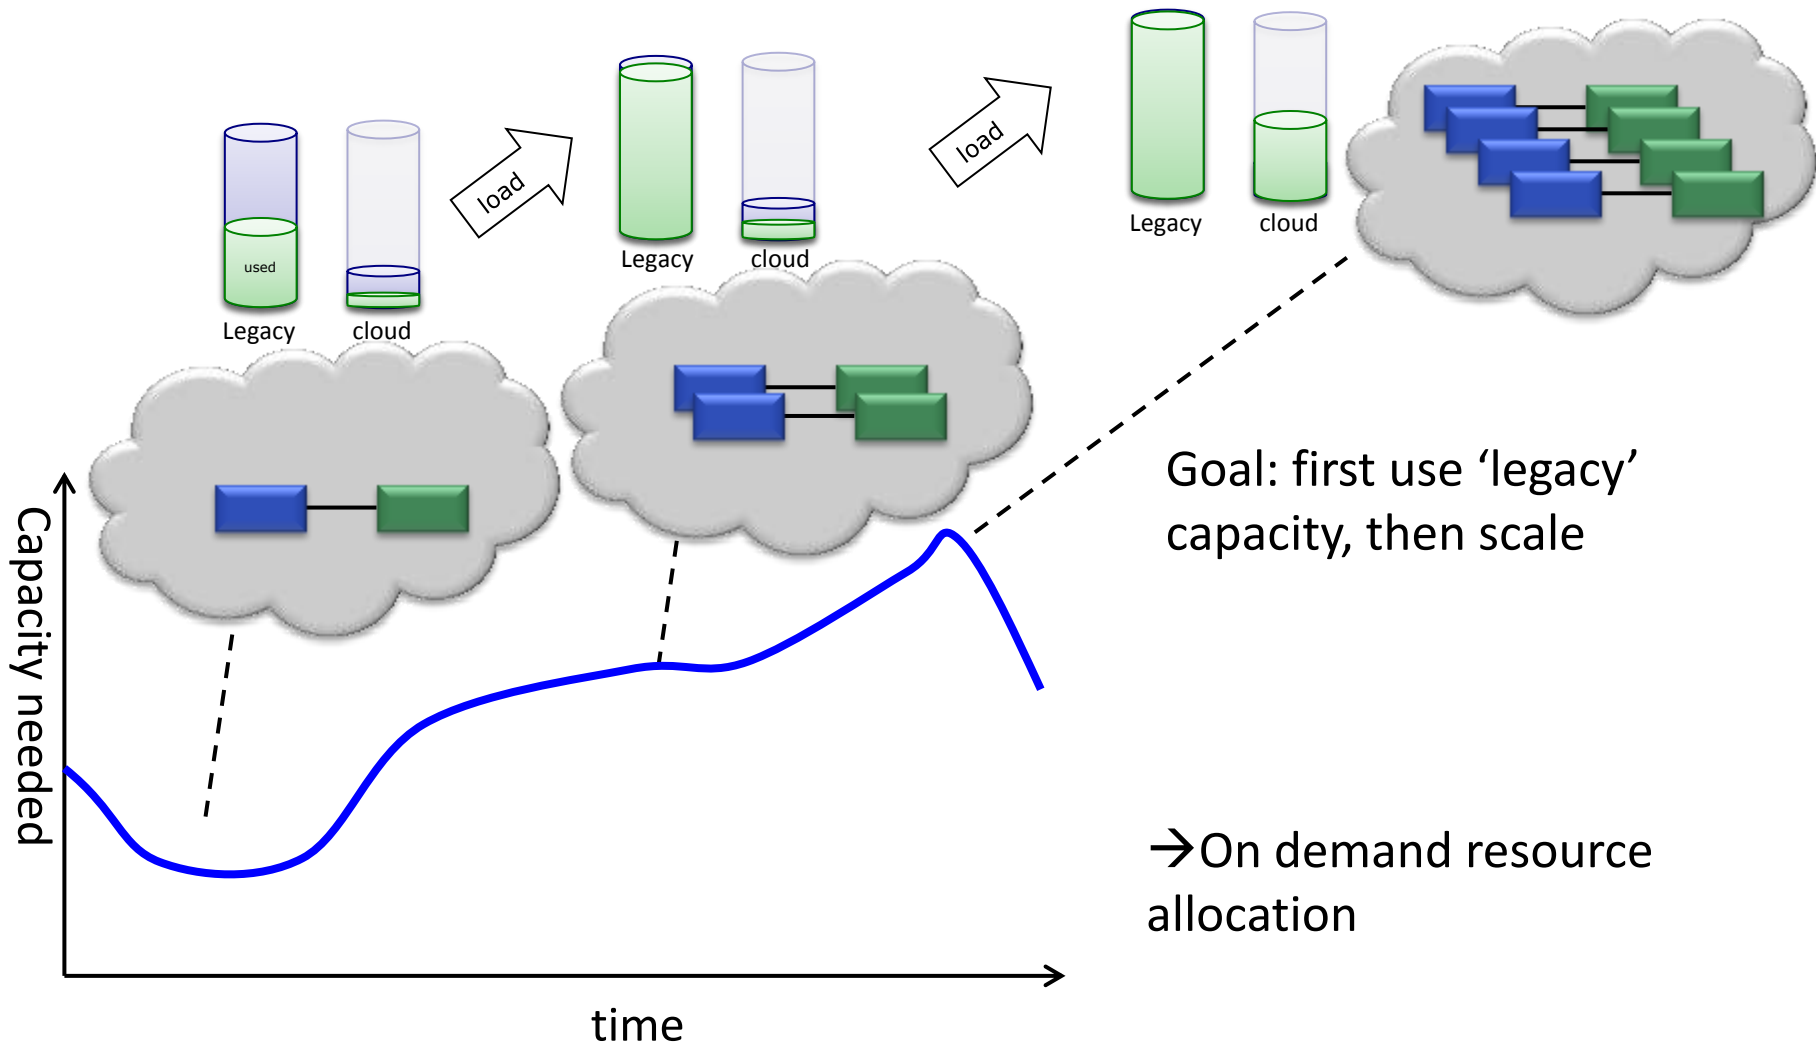 Legacy
cloud
load
Legacy
cloud
load
used
Legacy
cloud
Goal: first use ‘legacy’
capacity, then scale
Capacity needed
→On demand resource
allocation
time